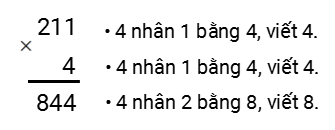 211 • 4 nhân 1 bằng 4, viết 4.
×
4 • 4 nhân 1 bằng 4, viết 4.
844 • 4 nhân 2 bằng 8, viết 8.